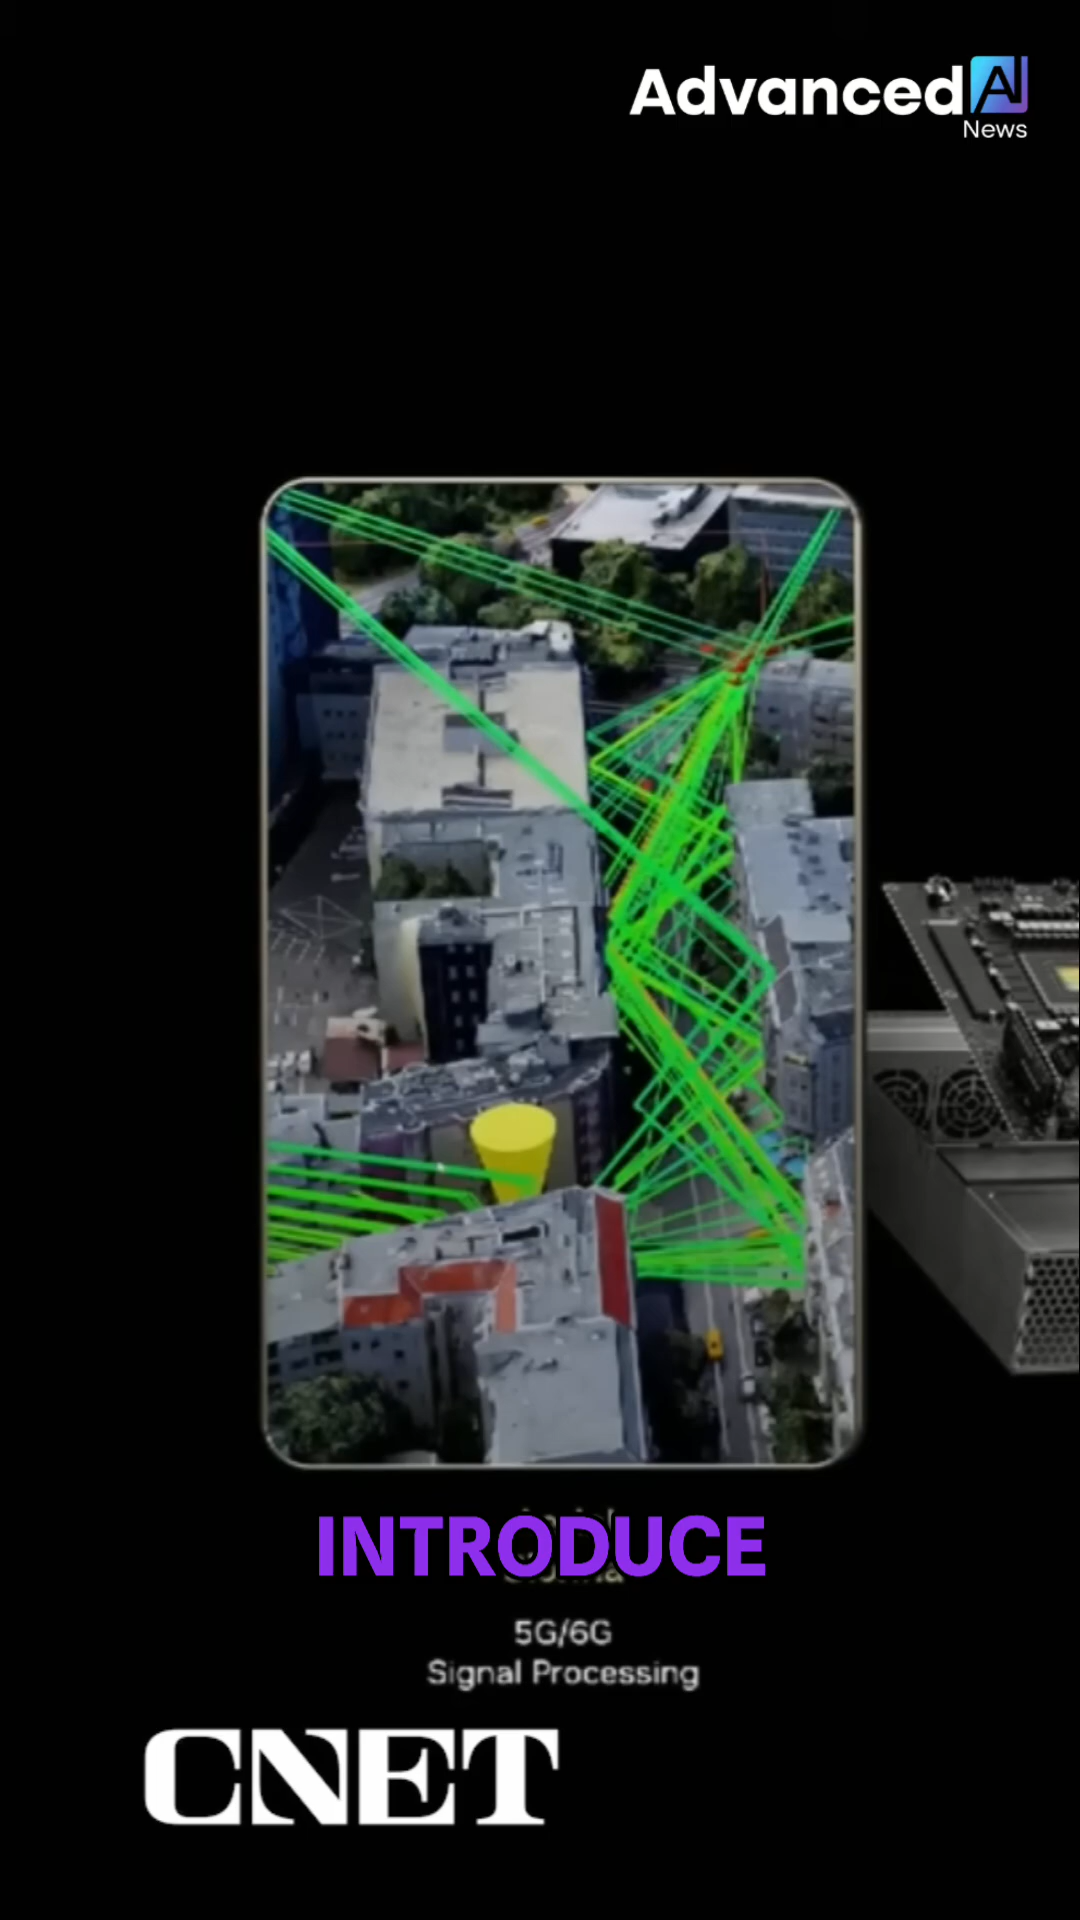 Advanced AI
News
INTRODUCE
5G/6G
Signal Processing
CNET